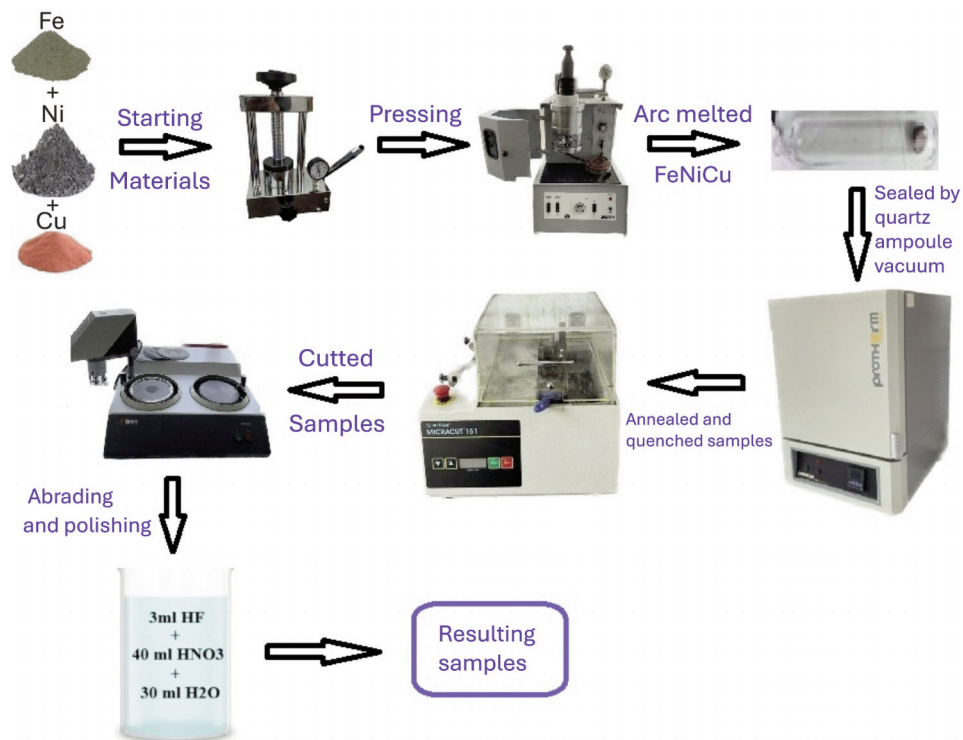 Fe
+
Ni
+
Cu
Starting
Materials
Pressing
Arc melted
FeNiCu
Sealed by
quartz
ampoule
vacuum
proTHerm
Annealed and
quenched samples
MICRACUT 151
Cutted
Samples
Abrading
and polishing
3ml HF
+
40 ml HNO3
+
30 ml H2O
Resulting
samples